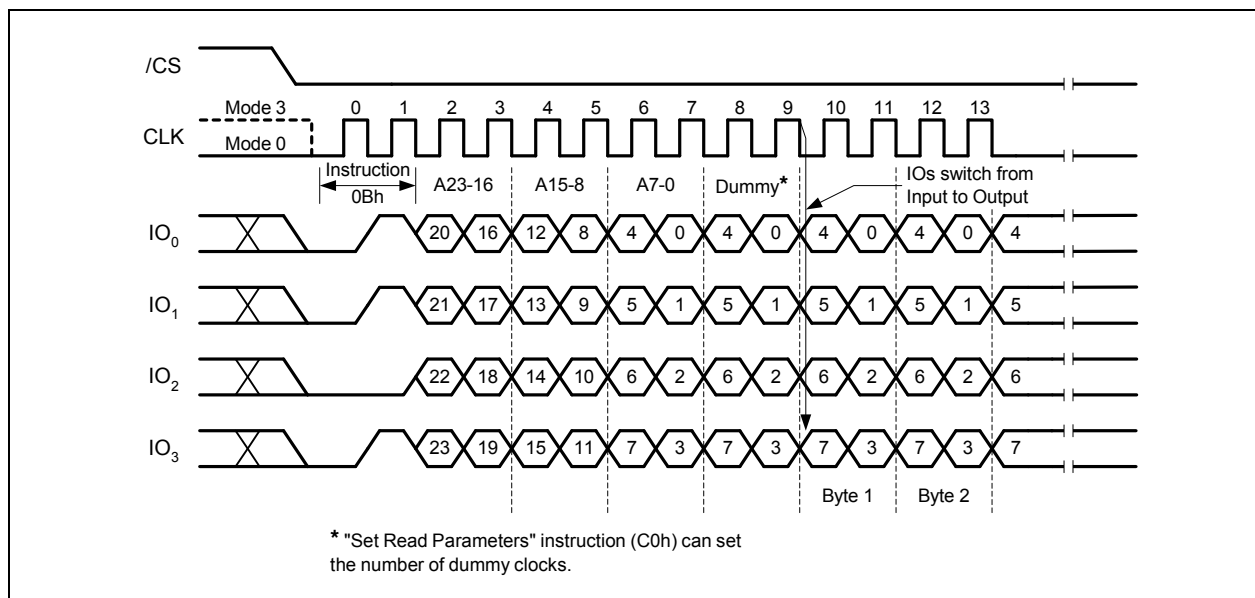 /CS
Mode 3 0 1 2 3 4 5 6 7 8 9 10 11 12 13
CLK
Mode 0
Instruction
0Bh
A23-16 A15-8 A7-0 Dummy*
IOs switch from
Input to Output
IO0 20 16 12 8 4 0 4 0 4 0 4 0 4
IO1 21 17 13 9 5 1 5 1 5 1 5 1 5
IO2 22 18 14 10 6 2 6 2 6 2 6 2 6
IO3 23 19 15 11 7 3 7 3 7 3 7 3 7
Byte 1 Byte 2
* "Set Read Parameters" instruction (C0h) can set
the number of dummy clocks.